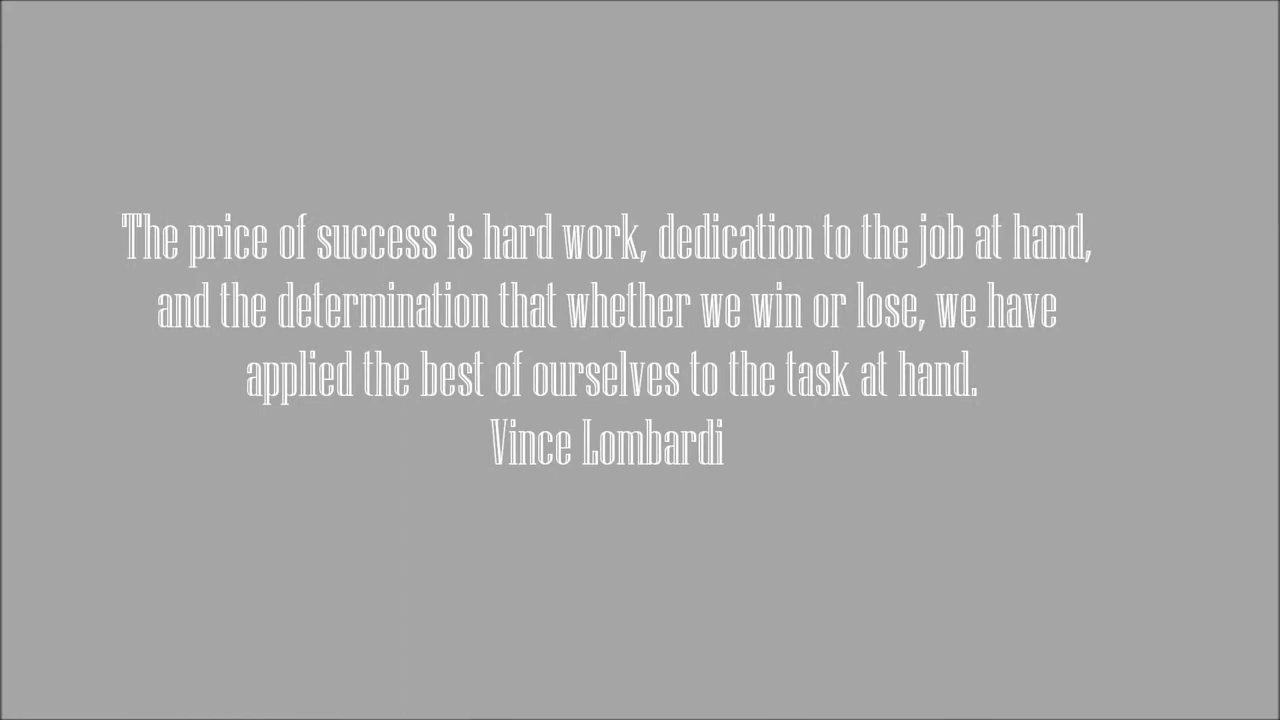 The price of success is hard work, dedication to the job at hand,
and the determination that whether we win or lose, we have
applied the best of ourselves to the task at hand.
Vince Lombardi